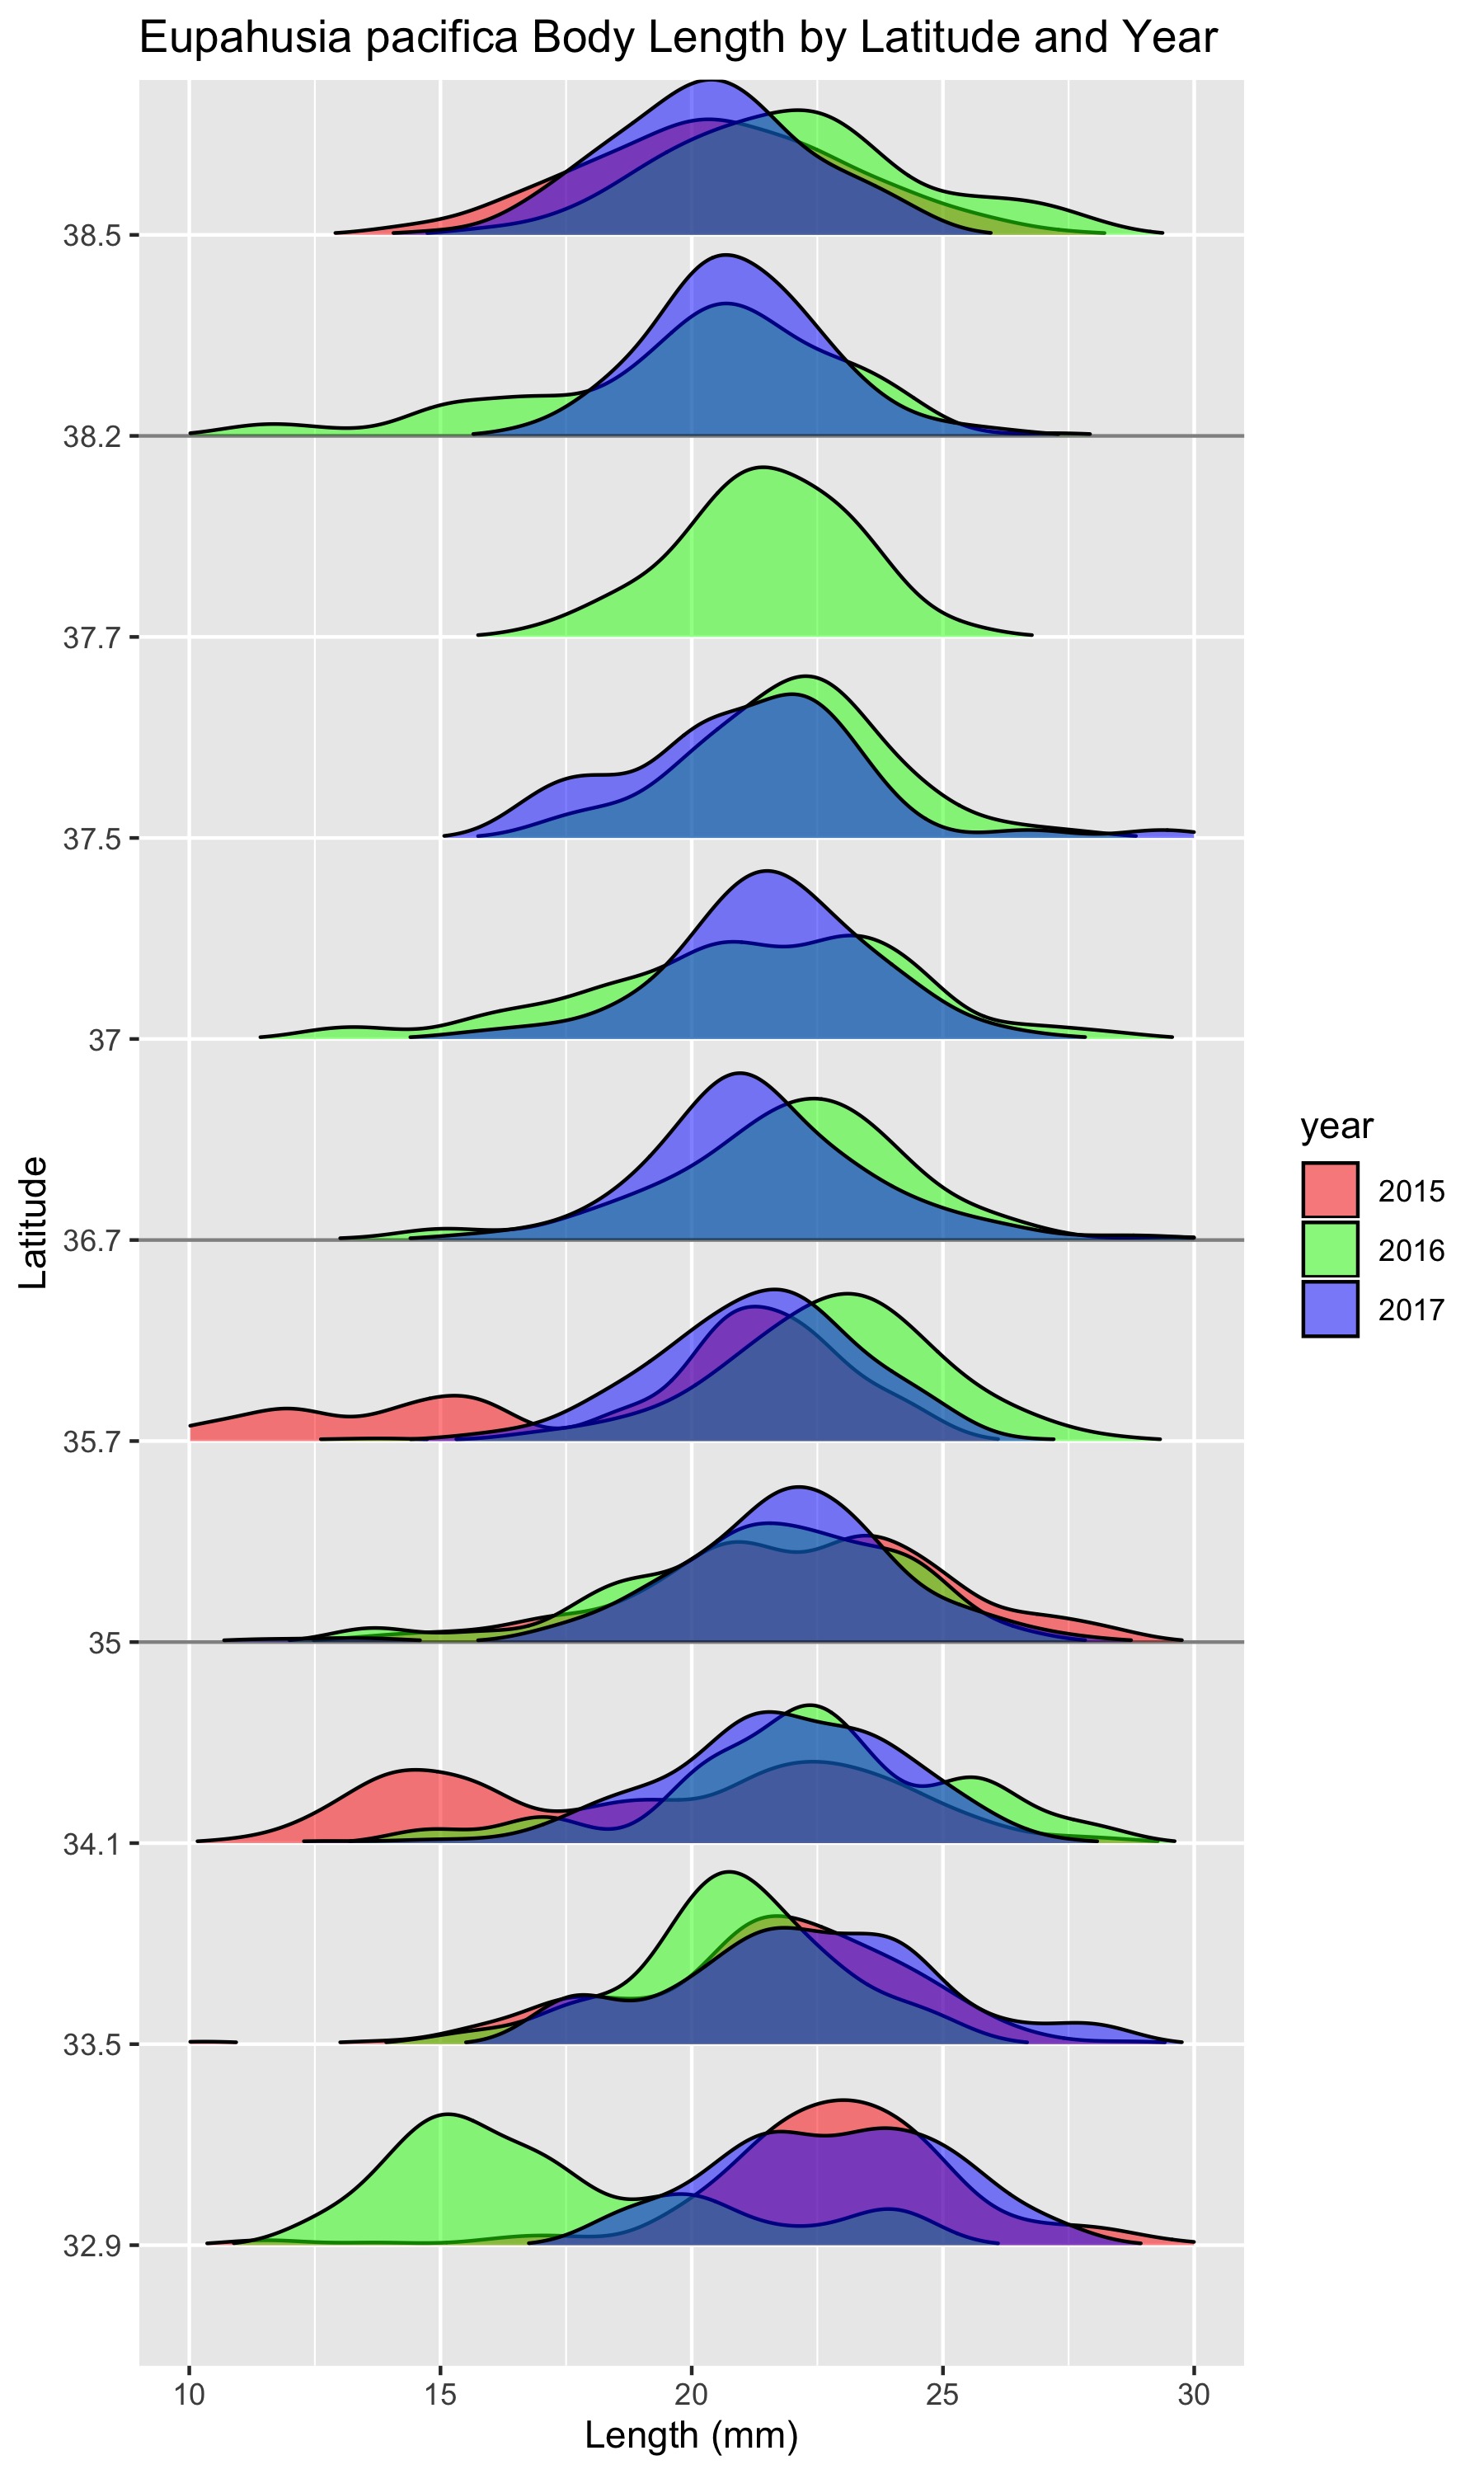 Eupahusia pacifica Body Length by Latitude and Year
38.5
38.2
37.7
37.5
37
36.7
35.7
35
34.1
33.5
32.9
Latitude
10 15 20 25 30
Length (mm)
year
2015
2016
2017